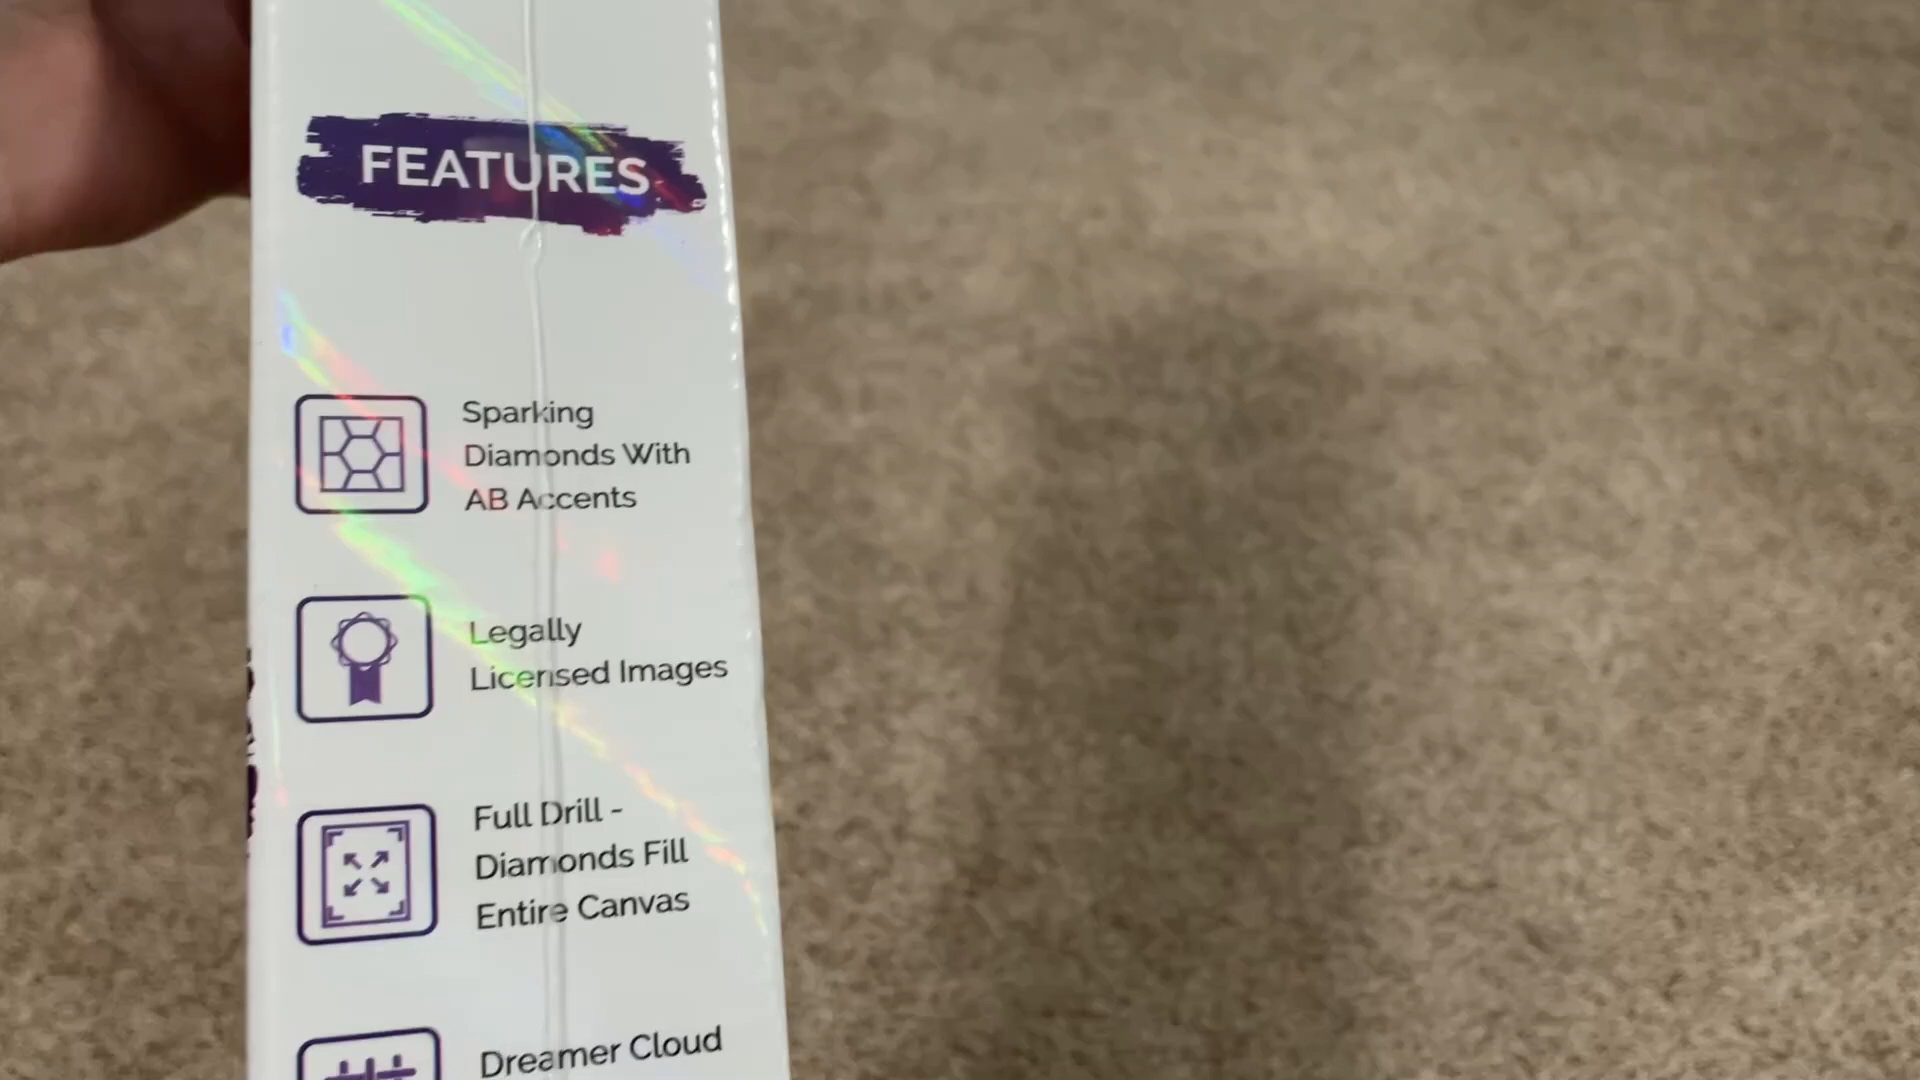 FEATURES
Sparking
Diamonds With
AB Accents
Legally
Licensed Images
Full Drill -
Diamonds Fill
Entire Canvas
Dreamer Cloud